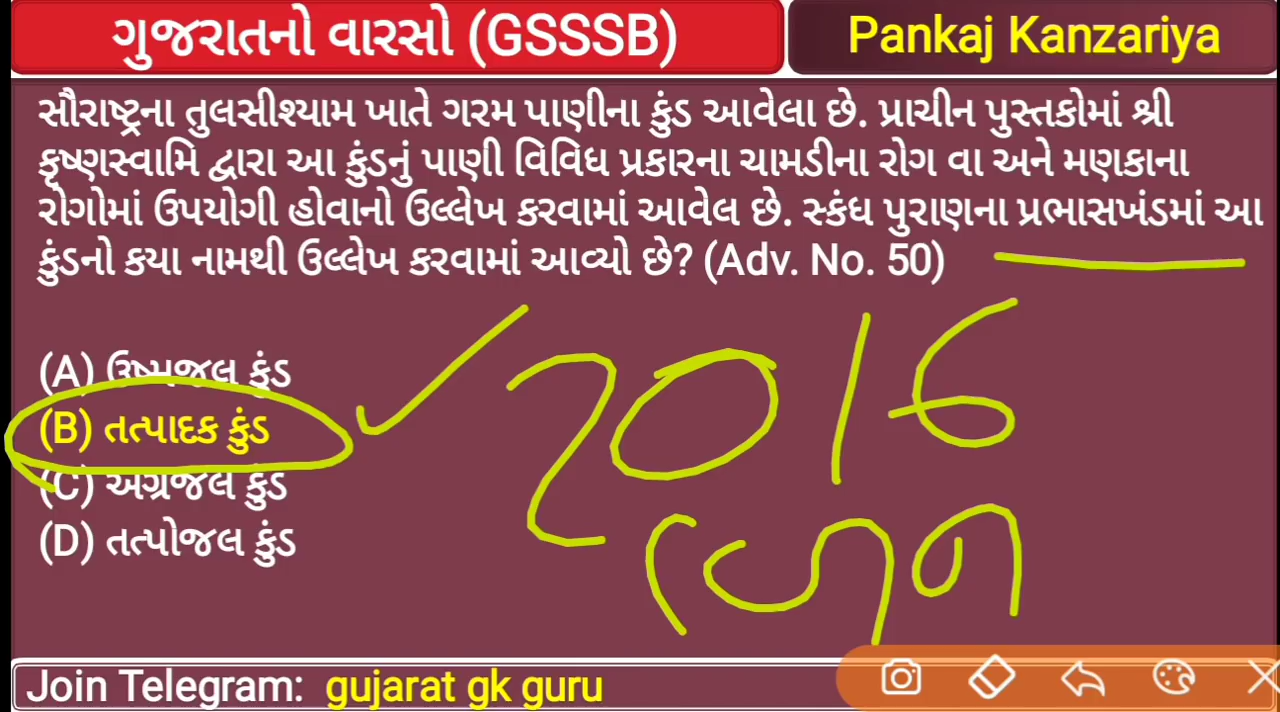 ગુજરાતનો વારસો (GSSSB)
Pankaj Kanzariya
સૌરાષ્ટ્રના તુલસીશ્યામ ખાતે ગરમ પાણીના કુંડ આવેલા છે. પ્રાચીન પુસ્તકોમાં શ્રી
કૃષ્ણસ્વામિ દ્વારા આ કુંડનું પાણી વિવિધ પ્રકારના ચામડીના રોગ વા અને મણકાના
રોગોમાં ઉપયોગી હોવાનો ઉલ્લેખ કરવામાં આવેલ છે. સ્કંધ પુરાણના પ્રભાસખંડમાં આ
કુંડનો કયા નામથી ઉલ્લેખ કરવામાં આવ્યો છે? (Adv. No. 50)
(A) ઉષ્મજલ કુંડ
(B) તત્પાદક કુંડ
(C) અગ્રજલ કુંડ
(D) તત્પોજલ કુંડ
2016
Join Telegram: gujarat gk guru